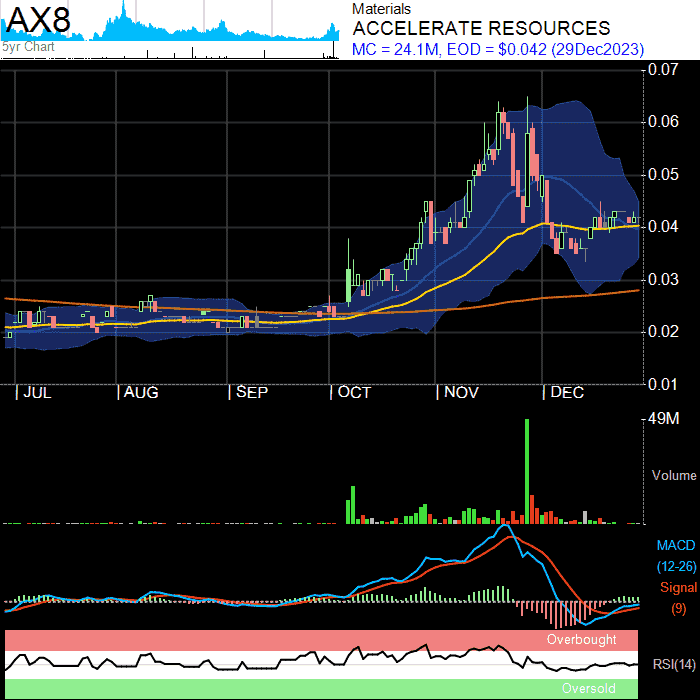 AX8
5yr Chart
Materials
ACCELERATE RESOURCES
MC = 24.1M, EOD = $0.042 (29Dec2023)
0.07
0.06
0.05
0.04
0.03
0.02
0.01
JUL AUG SEP OCT NOV DEC
49M
Volume
MACD
(12-26)
Signal
(9)
Overbought
RSI(14)
Oversold